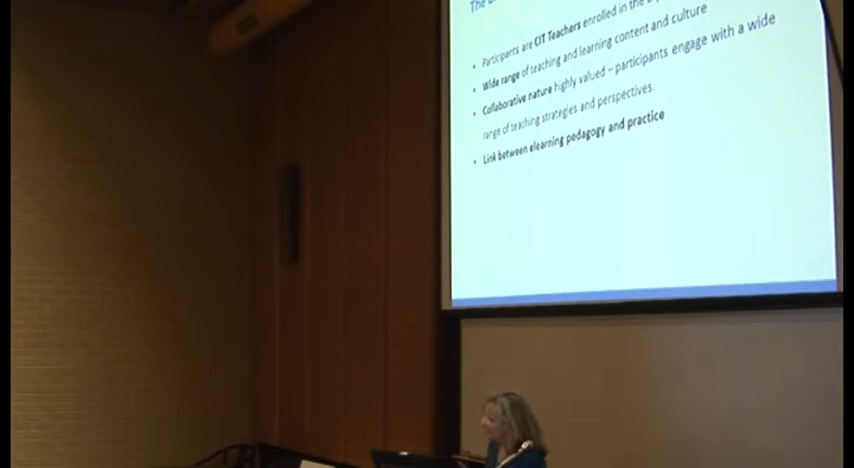 The
Participants are CIT Teachers enrolled in the
Wide range of teaching and learning content and culture
Collaborative nature highly valued – participants engage with a wide
range of teaching strategies and perspectives.
Link between elearning pedagogy and practice